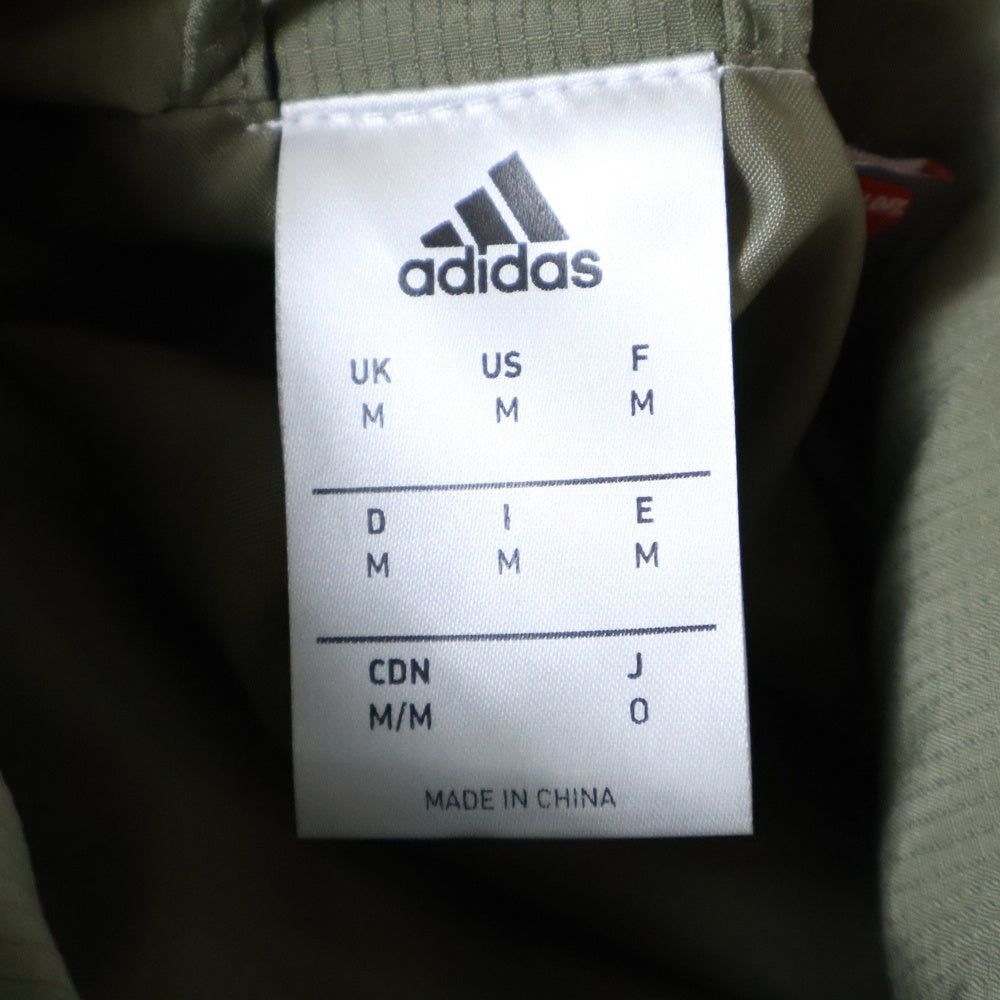 adidas
UK US F
M M M
D I E
M M M
CDN J
M/M O
MADE IN CHINA